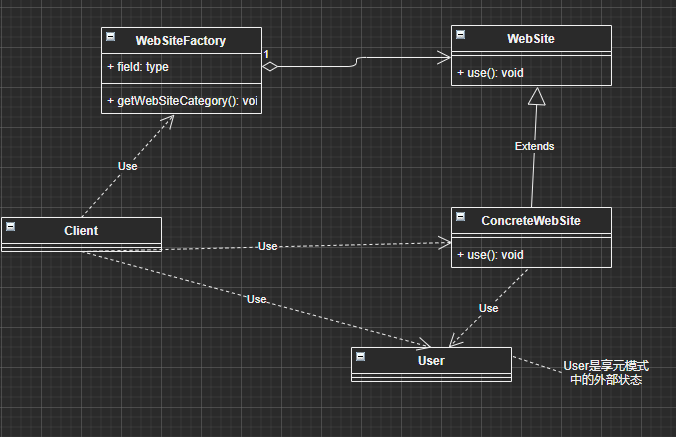 WebSiteFactory
1
+ field: type
+ getWebSiteCategory(): voi
WebSite
+ use(): void
Extends
Use
Client
Use
ConcreteWebSite
+ use(): void
Use
Use
User
User是享元模式
中的外部状态